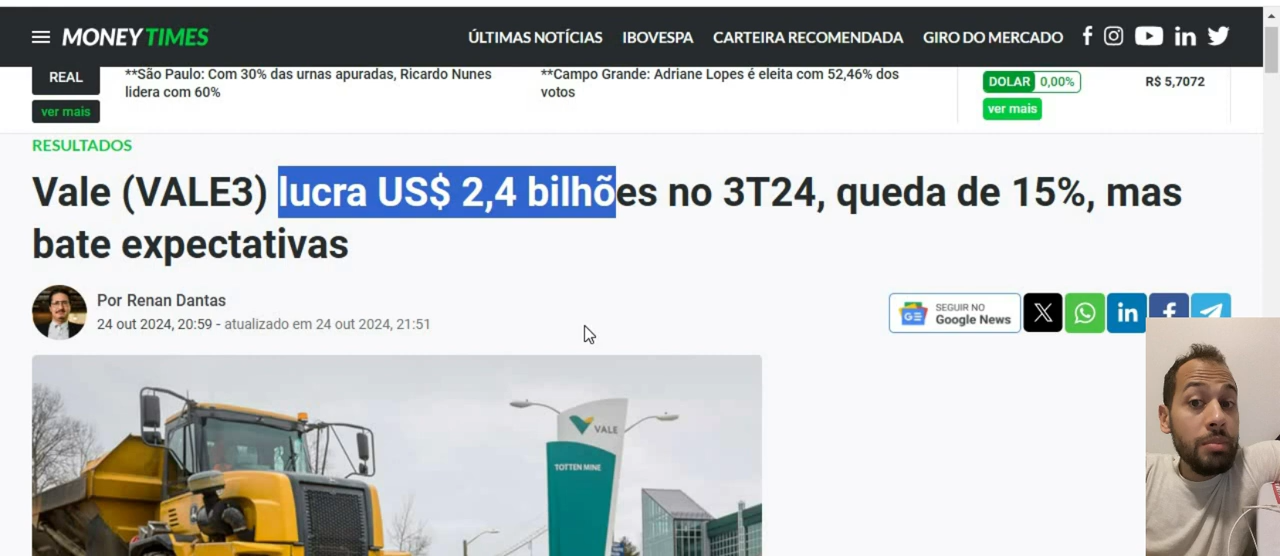 MONEY TIMES
ÚLTIMAS NOTÍCIAS IBOVESPA CARTEIRA RECOMENDADA GIRO DO MERCADO
REAL
ver mais
**São Paulo: Com 30% das urnas apuradas, Ricardo Nunes
lidera com 60%
**Campo Grande: Adriane Lopes é eleita com 52,46% dos
votos
DOLAR 0,00% R$ 5,7072
ver mais
RESULTADOS
Vale (VALE3) lucra US$ 2,4 bilhões no 3T24, queda de 15%, mas
bate expectativas
Por Renan Dantas
24 out 2024, 20:59 - atualizado em 24 out 2024, 21:51
SEGUIR NO
Google News
VALE
TOTTEN MINE